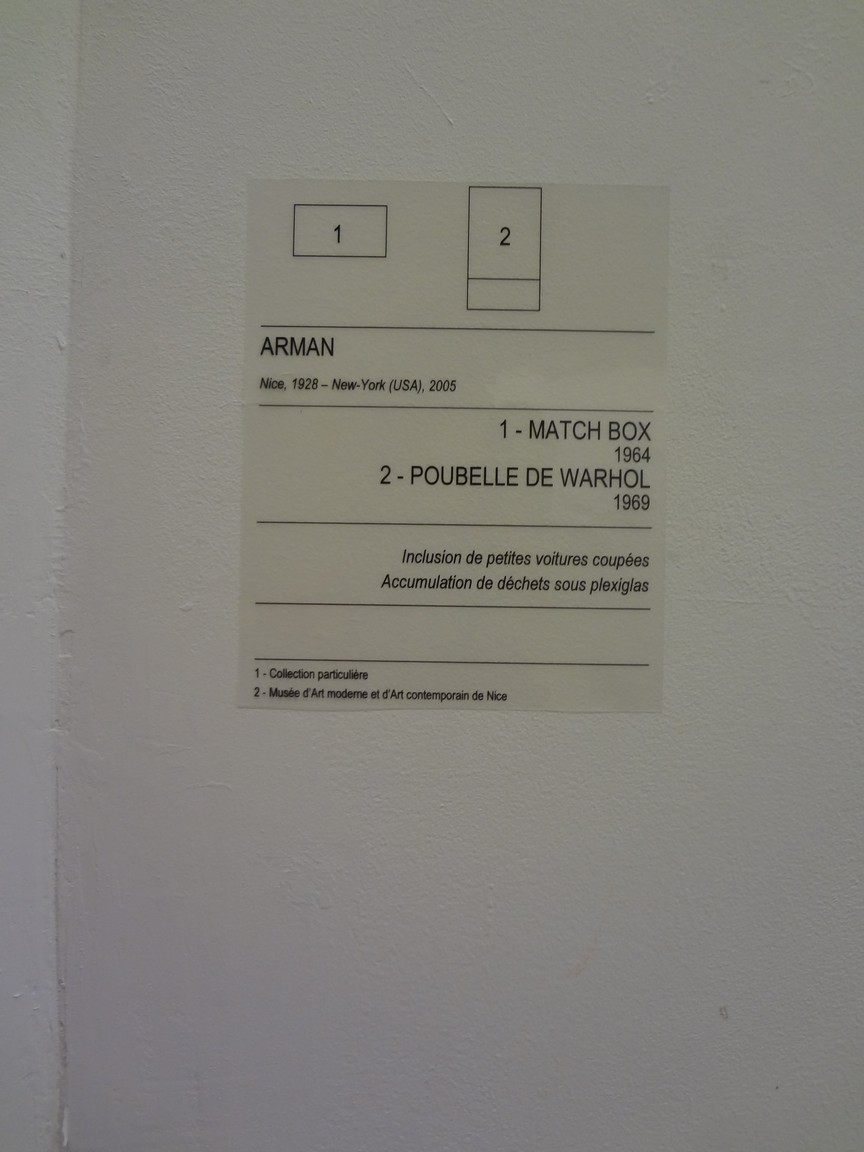 1
2
ARMAN
Nice, 1928 – New-York (USA), 2005
1 - MATCH BOX
1964
2 - POUBELLE DE WARHOL
1969
Inclusion de petites voitures coupées
Accumulation de déchets sous plexiglas
1 - Collection particulière
2 - Musée d'Art moderne et d'Art contemporain de Nice